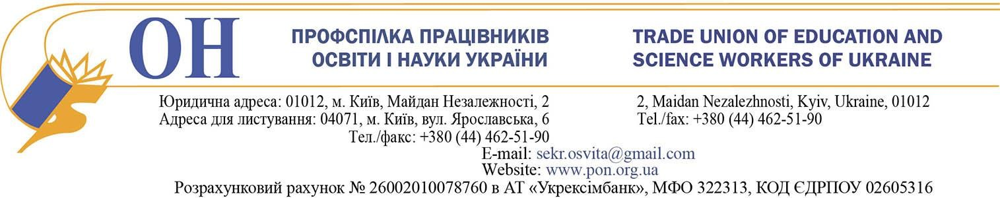 ОН
ПРОФСПІЛКА ПРАЦІВНИКІВ
ОСВІТИ І НАУКИ УКРАЇНИ
TRADE UNION OF EDUCATION AND
SCIENCE WORKERS OF UKRAINE
Юридична адреса: 01012, м. Київ, Майдан Незалежності, 2
Адреса для листування: 04071, м. Київ, вул. Ярославська, 6
Тел./факс: +380 (44) 462-51-90
2, Maidan Nezalezhnosti, Kyiv, Ukraine, 01012
Tel./fax: +380 (44) 462-51-90
E-mail: sekr.osvita@gmail.com
Website: www.pon.org.ua
Розрахунковий рахунок № 26002010078760 в АТ «Укрексімбанк», МФО 322313, КОД ЄДРПОУ 02605316